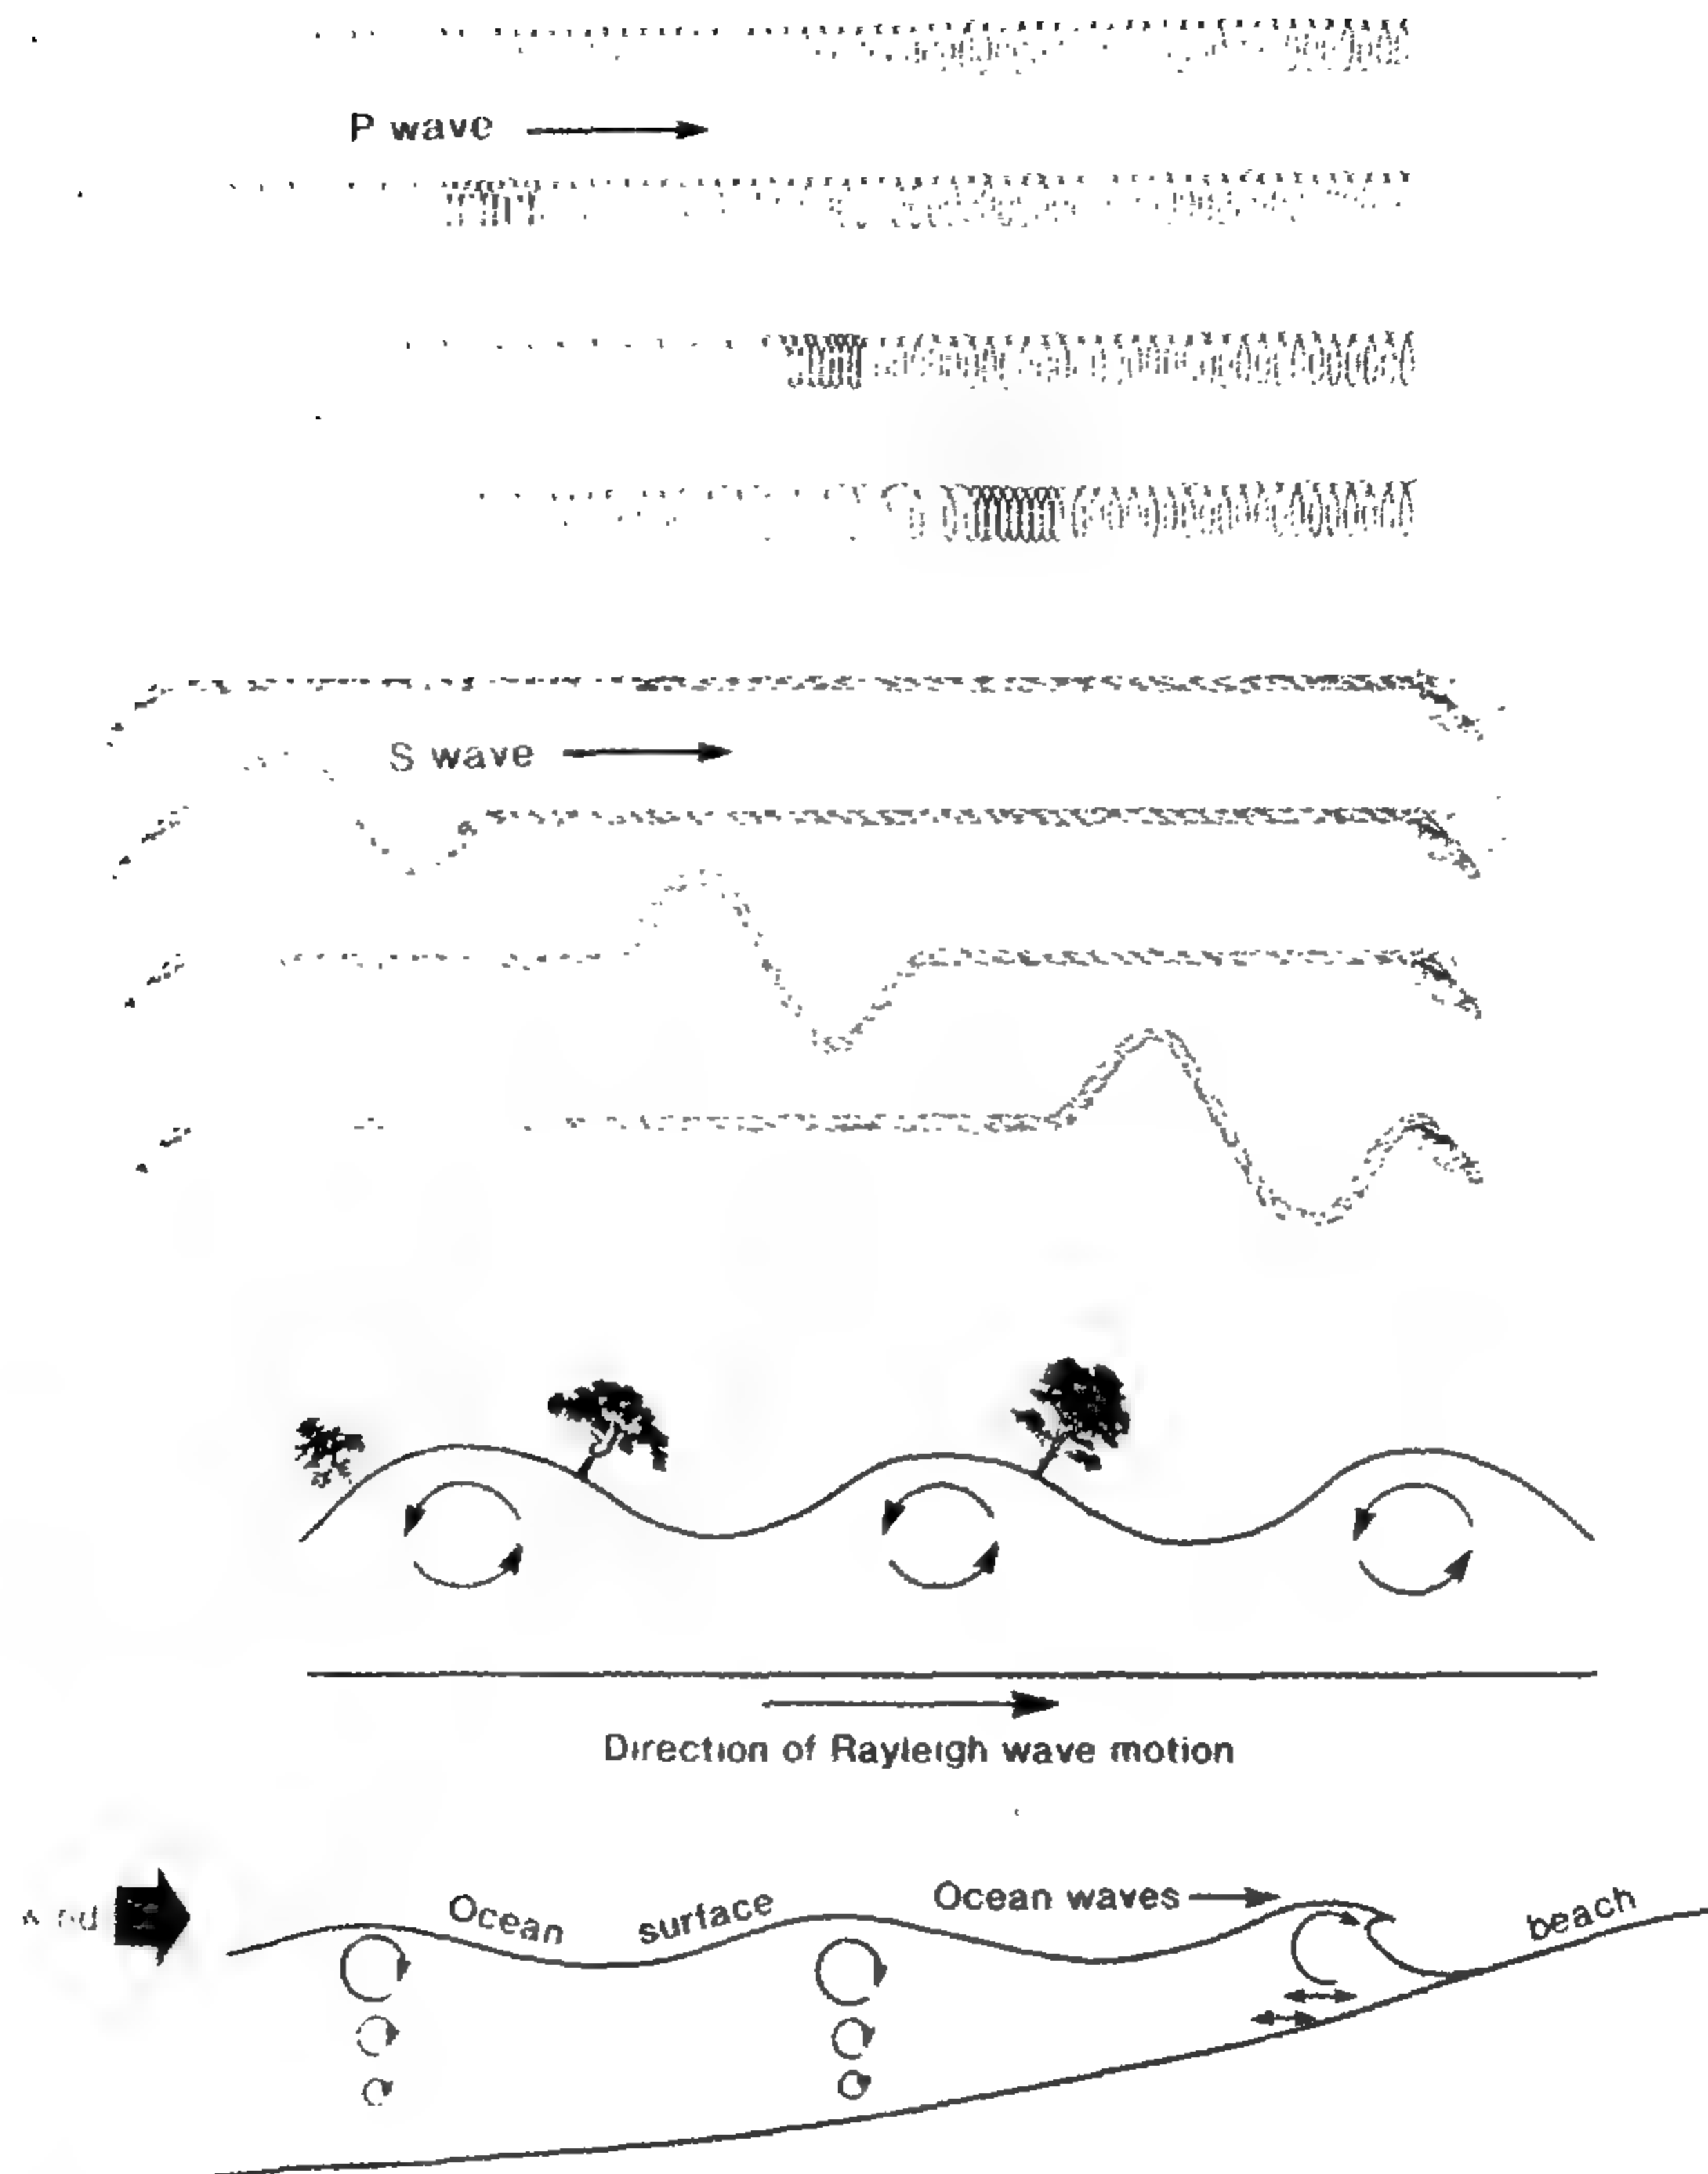 P wave
S wave
Direction of Rayleigh wave motion
Ocean surface
Ocean waves
beach